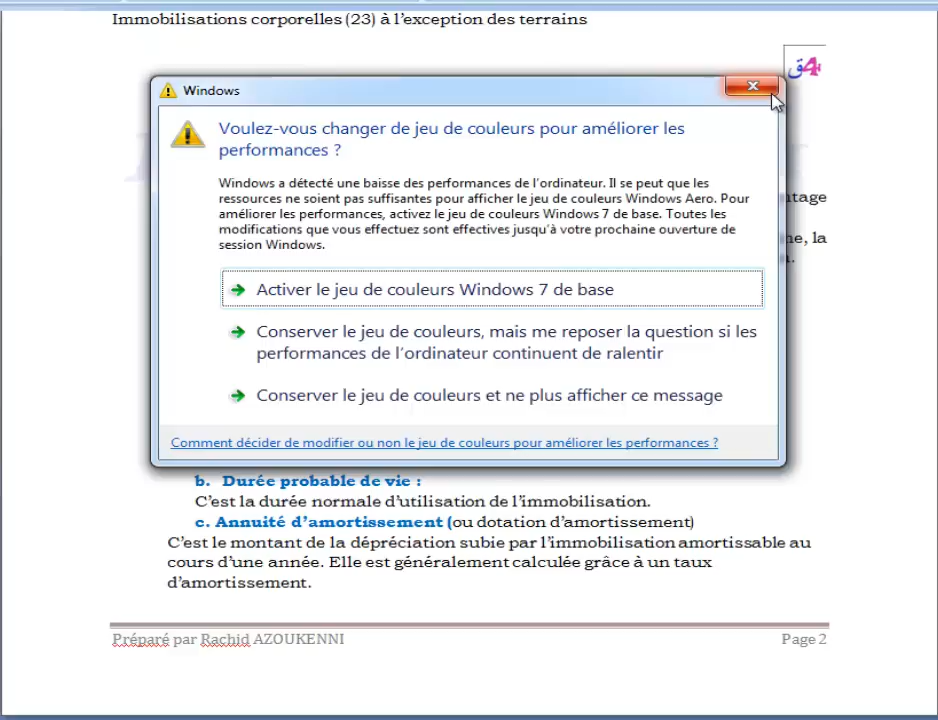 Immobilisations corporelles (23) à l'exception des terrains
ق4
Windows
Voulez-vous changer de jeu de couleurs pour améliorer les
performances ?
Windows a détecté une baisse des performances de l'ordinateur. Il se peut que les
ressources ne soient pas suffisantes pour afficher le jeu de couleurs Windows Aero. Pour
améliorer les performances, activez le jeu de couleurs Windows 7 de base. Toutes les
modifications que vous effectuez sont effectives jusqu'à votre prochaine ouverture de
session Windows.
Activer le jeu de couleurs Windows 7 de base
Conserver le jeu de couleurs, mais me reposer la question si les
performances de l'ordinateur continuent de ralentir
Conserver le jeu de couleurs et ne plus afficher ce message
Comment décider de modifier ou non le jeu de couleurs pour améliorer les performances ?
la
b. Durée probable de vie :
C'est la durée normale d'utilisation de l'immobilisation.
c. Annuité d'amortissement (ou dotation d'amortissement)
C'est le montant de la dépréciation subie par l'immobilisation amortissable au
cours d'une année. Elle est généralement calculée grâce à un taux
d'amortissement.
Préparé par Rachid AZOUKENNI
Page 2